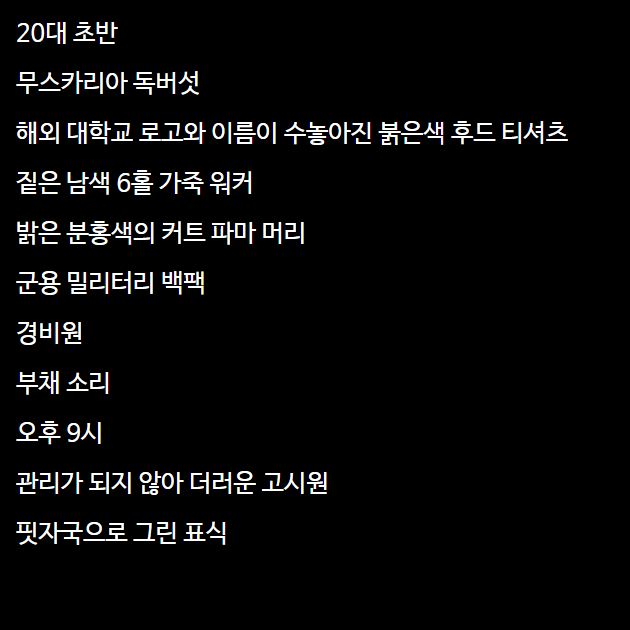 20대 초반
무스카리아 독버섯
해외 대학교 로고와 이름이 수놓아진 붉은색 후드 티셔츠
짙은 남색 6홀 가죽 워커
밝은 분홍색의 커트 파마 머리
군용 밀리터리 백팩
경비원
부채 소리
오후 9시
관리가 되지 않아 더러운 고시원
핏자국으로 그린 표식